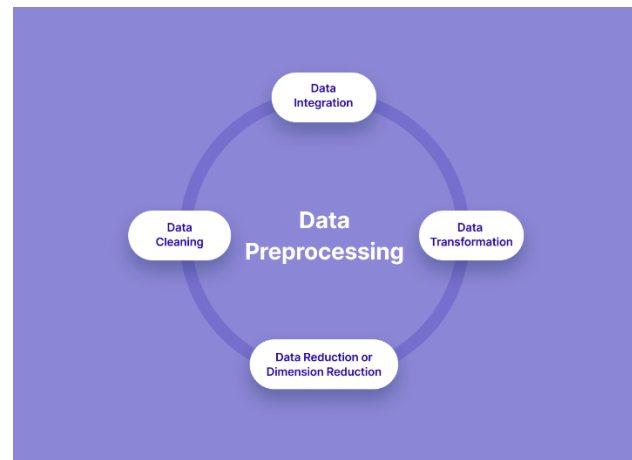 Data
Integration
Data
Cleaning
Data
Preprocessing
Data
Transformation
Data Reduction or
Dimension Reduction